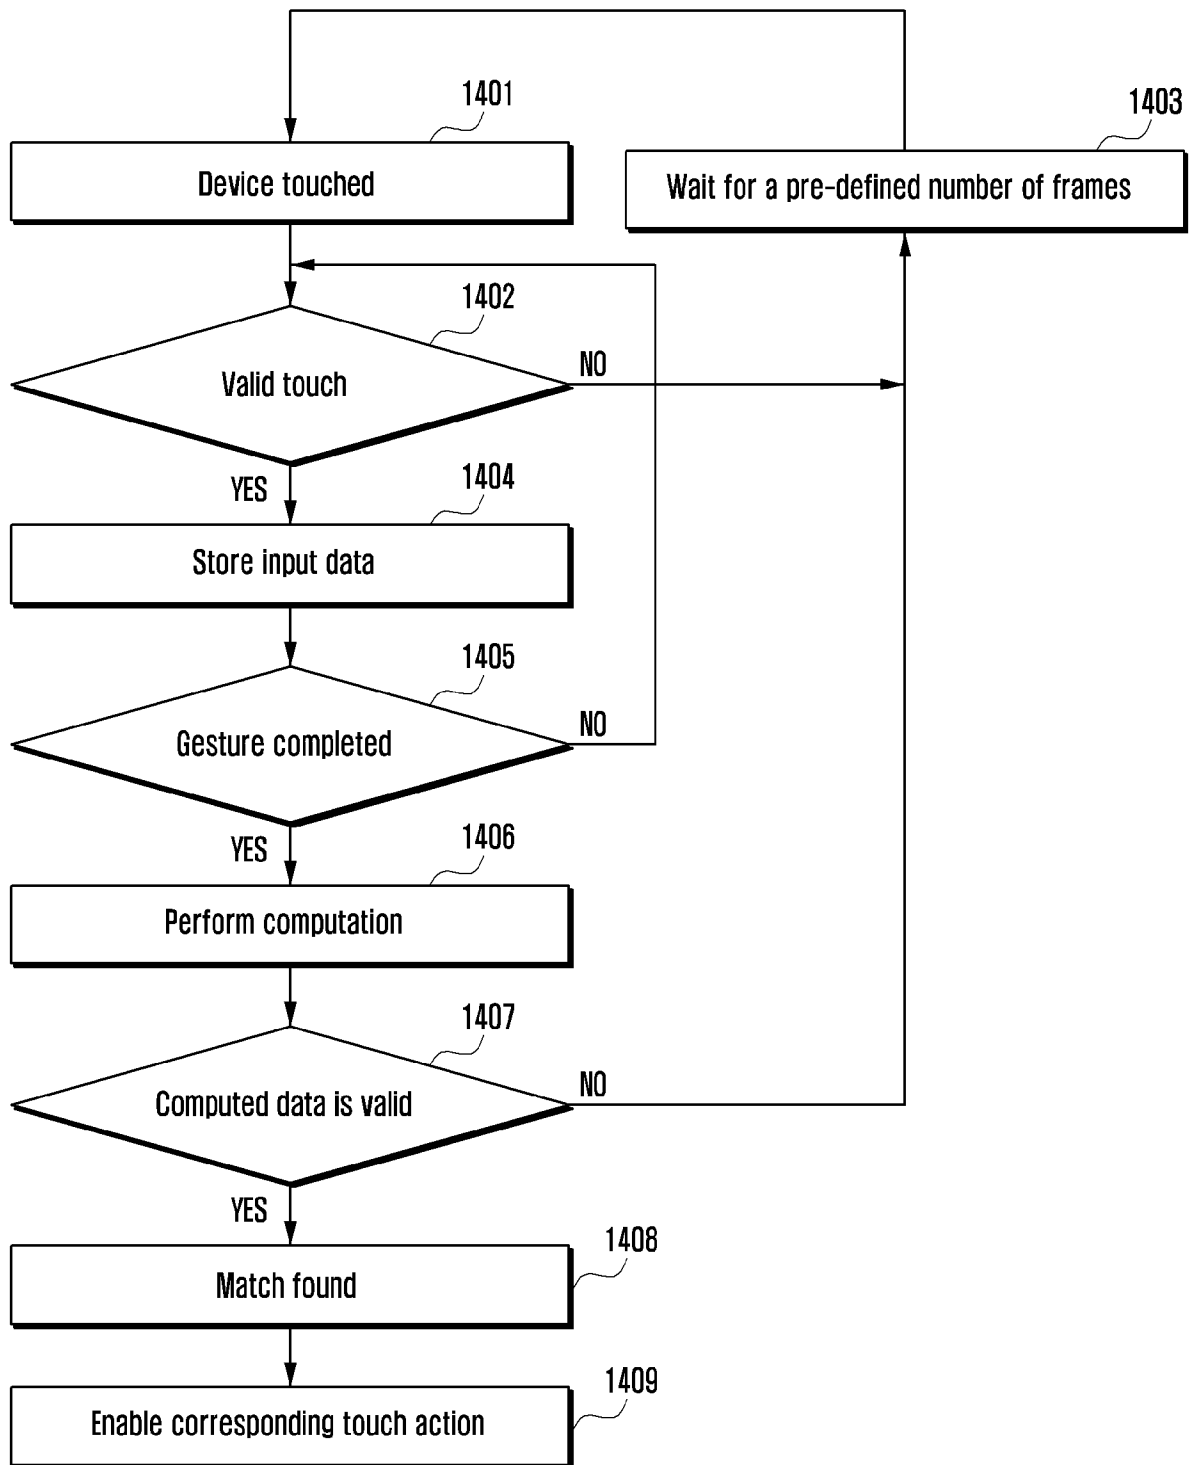 1401
Device touched
1403
Wait for a pre-defined number of frames
1402
Valid touch
NO
YES
1404
Store input data
1405
Gesture completed
NO
YES
1406
Perform computation
1407
Computed data is valid
NO
YES
1408
Match found
1409
Enable corresponding touch action